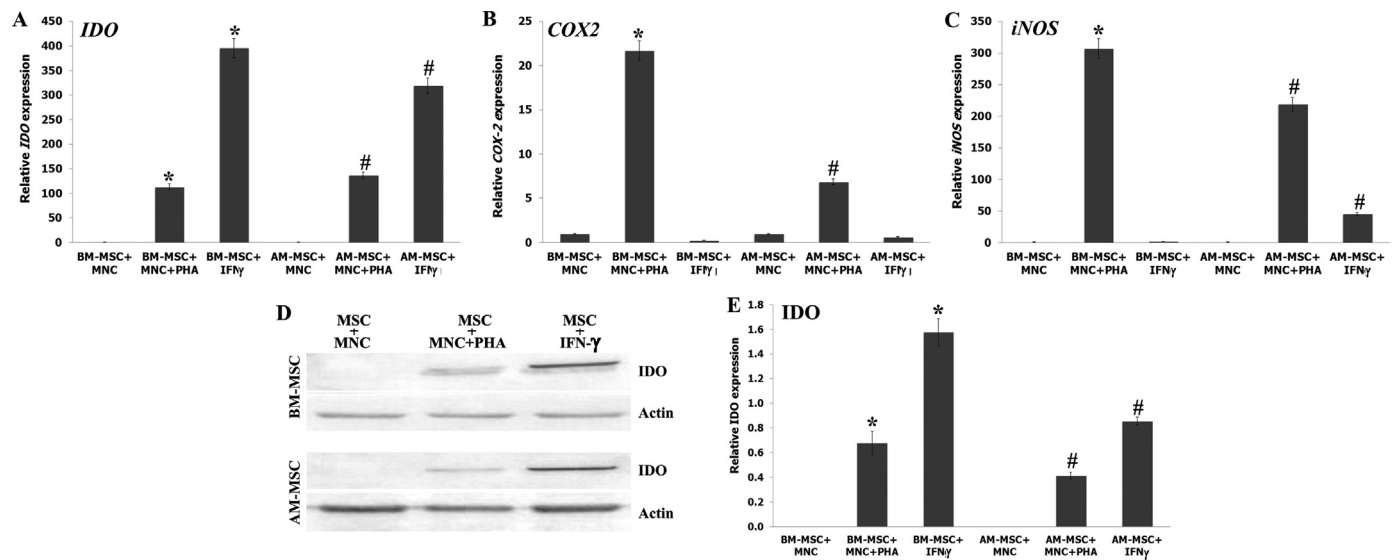 A
IDO
Relative IDO expression
450
400
350
300
250
200
150
100
50
0
*
*
#
#
BM-MSC+ BM-MSC+ BM-MSC+ AM-MSC+ AM-MSC+ AM-MSC+
MNC MNC+PHA IFNγ MNC MNC+PHA IFNγ
B
COX2
Relative COX-2 expression
25
20
15
10
5
0
*
#
BM-MSC+ BM-MSC+ BM-MSC+ AM-MSC+ AM-MSC+ AM-MSC+
MNC MNC+PHA IFNγ MNC MNC+PHA IFNγ
C
iNOS
Relative iNOS expression
350
300
250
200
150
100
50
0
*
#
#
BM-MSC+ BM-MSC+ BM-MSC+ AM-MSC+ AM-MSC+ AM-MSC+
MNC MNC+PHA IFNγ MNC MNC+PHA IFNγ
D
MSC MSC MSC
+ + +
MNC MNC+PHA IFN-γ
BM-MSC
IDO
Actin
AM-MSC
IDO
Actin
E
IDO
Relative IDO expression
1.8
1.6
1.4
1.2
1.0
0.8
0.6
0.4
0.2
0.0
*
*
#
#
BM-MSC+ BM-MSC+ BM-MSC+ AM-MSC+ AM-MSC+ AM-MSC+
MNC MNC+PHA IFNγ MNC MNC+PHA IFNγ